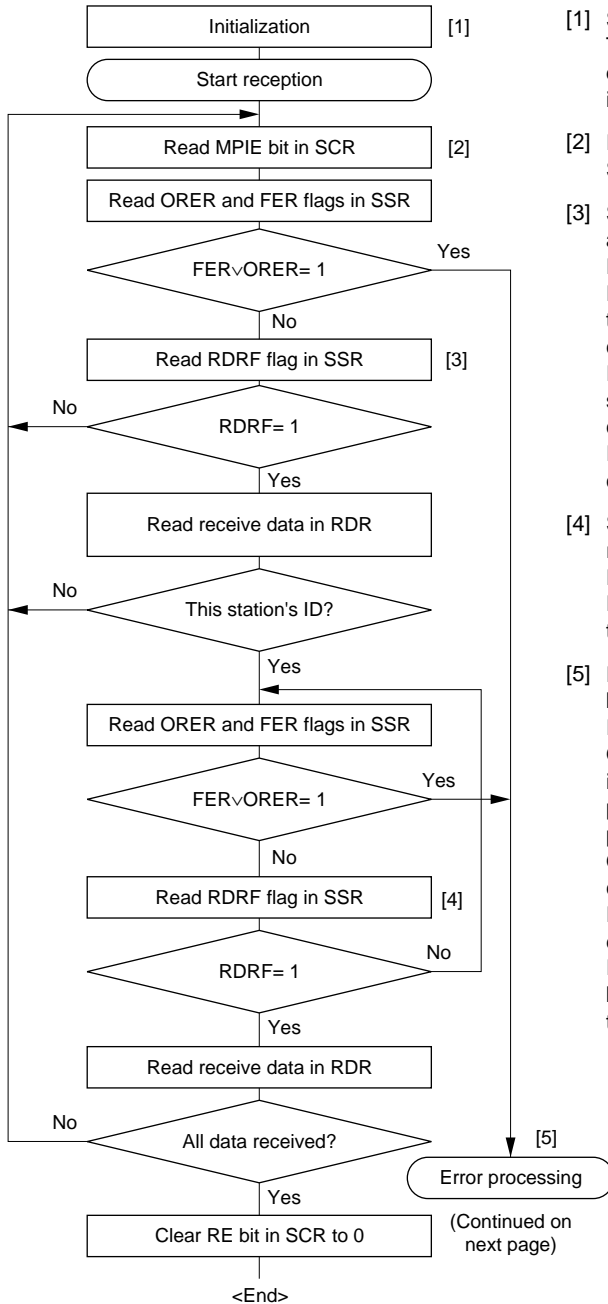 Initialization [1]
Start reception
Read MPIE bit in SCR [2]
Read ORER and FER flags in SSR
FER∨ORER= 1
Yes
No
Read RDRF flag in SSR [3]
RDRF= 1
No
Yes
Read receive data in RDR
This station's ID?
No
Yes
Read ORER and FER flags in SSR
FER∨ORER= 1
Yes
No
Read RDRF flag in SSR [4]
RDRF= 1
No
Yes
Read receive data in RDR
All data received?
No
Yes
Clear RE bit in SCR to 0
<End>
[5]
Error processing
(Continued on
next page)
[1]
[2]
[3]
[4]
[5]